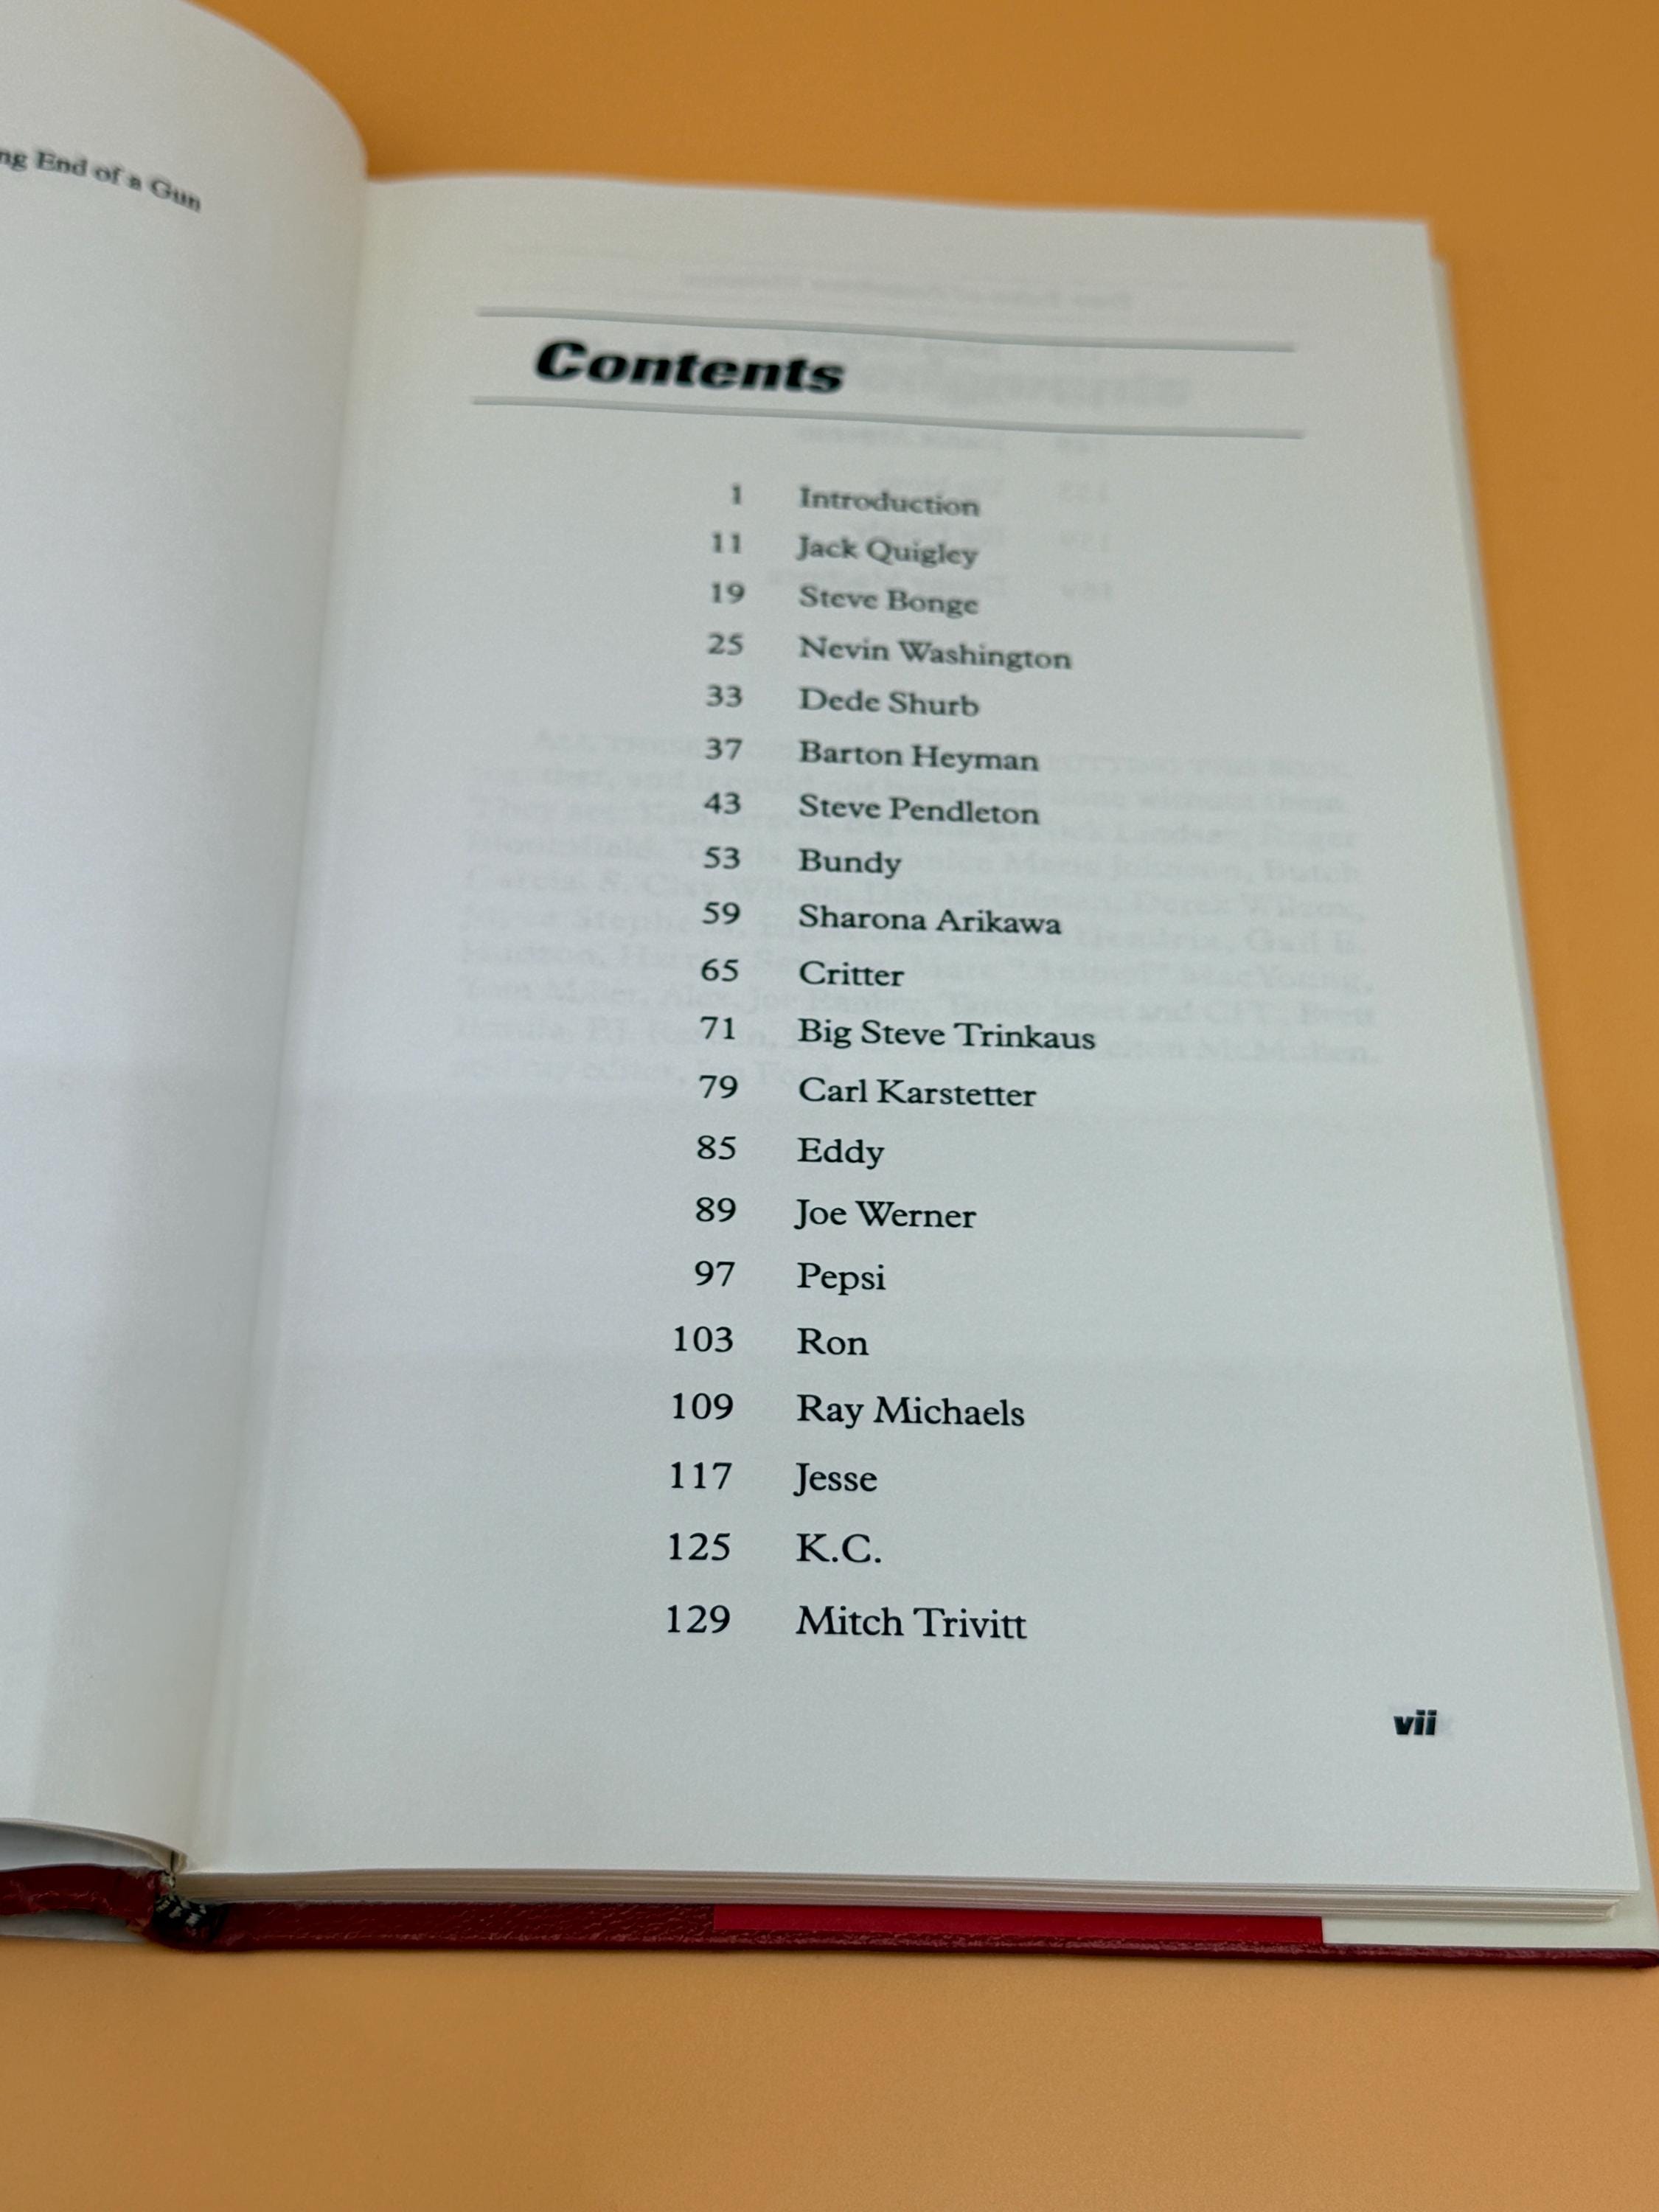 ng End of a Gun
Contents
1 Introduction
11 Jack Quigley
19 Steve Bonge
25 Nevin Washington
33 Dede Shurb
37 Barton Heyman
43 Steve Pendleton
53 Bundy
59 Sharona Arikawa
65 Critter
71 Big Steve Trinkaus
79 Carl Karstetter
85 Eddy
89 Joe Werner
97 Pepsi
103 Ron
109 Ray Michaels
117 Jesse
125 K.C.
129 Mitch Trivitt
vii